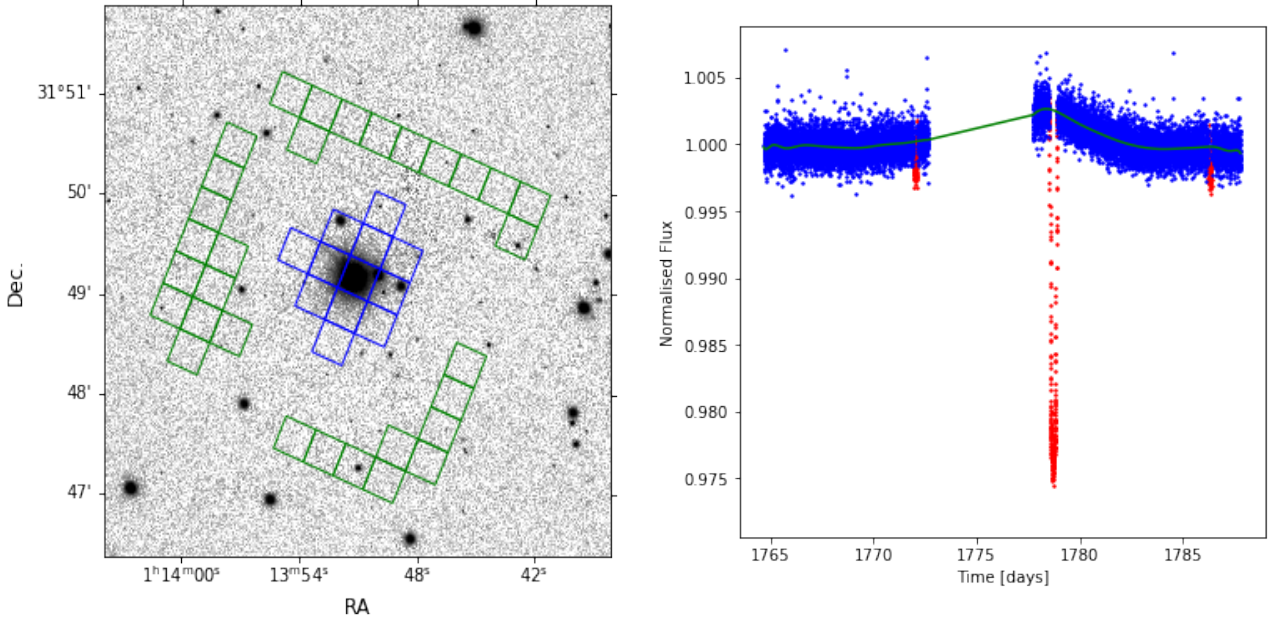 31°51'
50'
49'
48'
47'
Dec.
1ʰ14ᵐ00ˢ
13ᵐ54ˢ
48ˢ
42ˢ
RA
1.005
1.000
0.995
0.990
0.985
0.980
0.975
Normalised Flux
1765
1770
1775
1780
1785
Time [days]